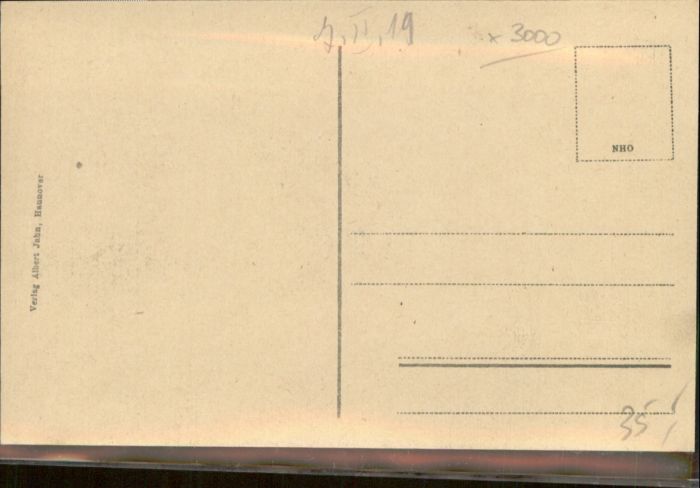 7.II.19
x 3000
NHO
Verlag Albert Jahn, Hannover
35